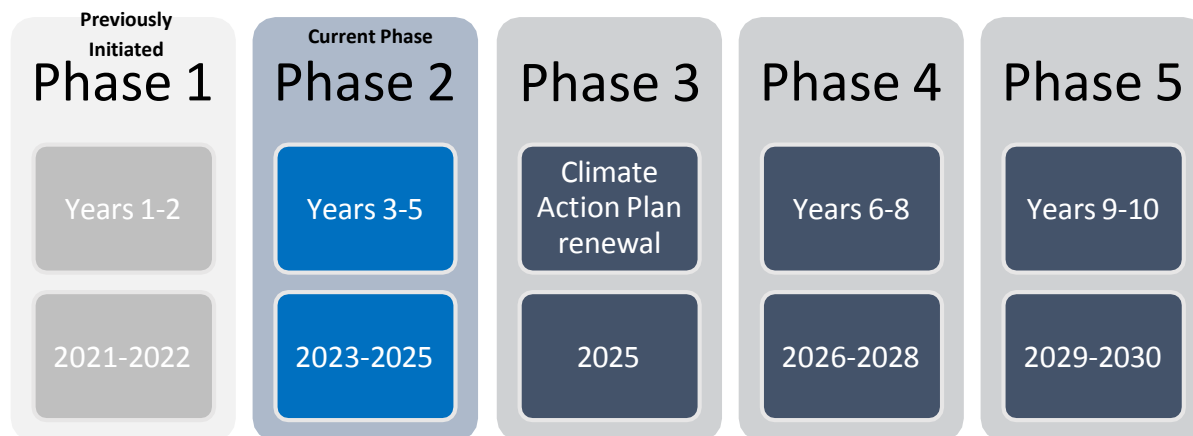 Previously
Initiated
Phase 1
Years 1-2
2021-2022
Current Phase
Phase 2
Years 3-5
2023-2025
Phase 3
Climate
Action Plan
renewal
2025
Phase 4
Years 6-8
2026-2028
Phase 5
Years 9-10
2029-2030